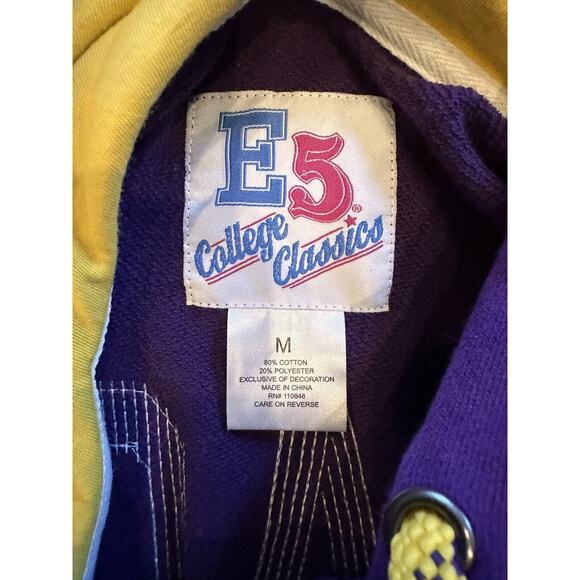 E5®
College
Classics
M
80% COTTON
20% POLYESTER
EXCLUSIVE OF DECORATION
MADE IN CHINA
RN# 110848
CARE ON REVERSE